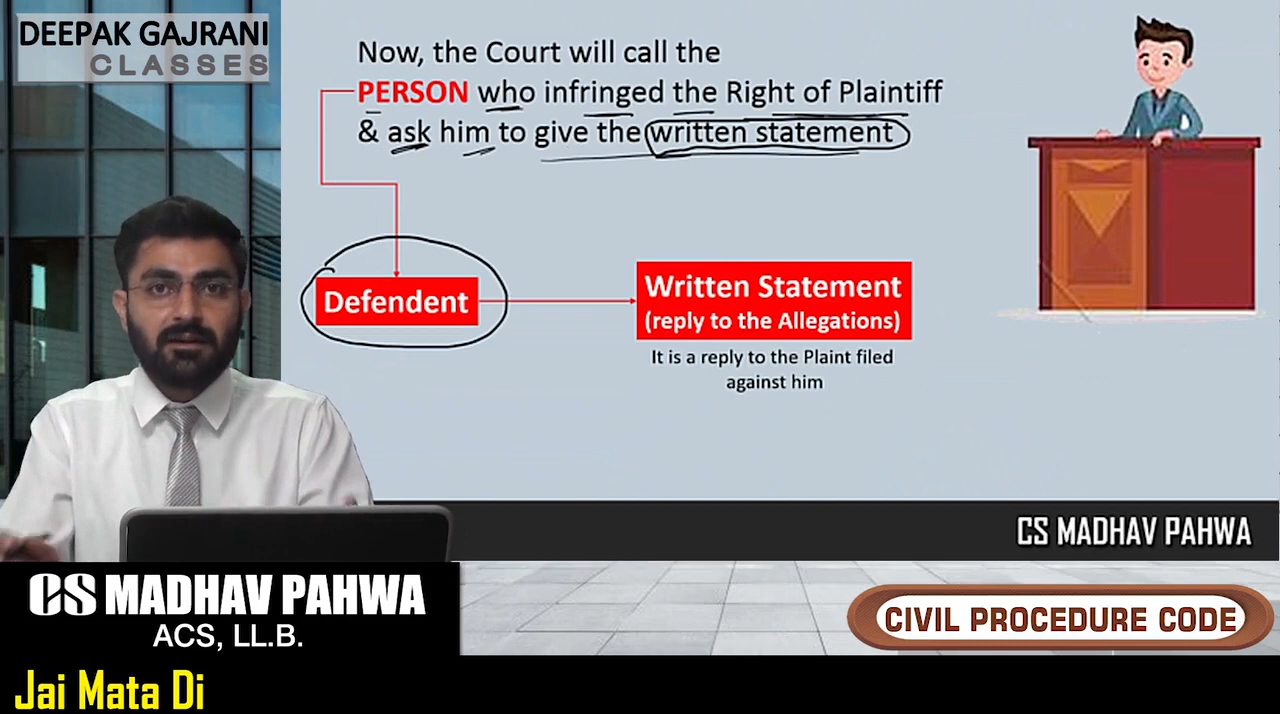 DEEPAK GAJRANI
CLASSES
Now, the Court will call the
PERSON who infringed the Right of Plaintiff
& ask him to give the written statement
Defendent
Written Statement
(reply to the Allegations)
It is a reply to the Plaint filed
against him
CS MADHAV PAHWA
CS MADHAV PAHWA
ACS, LL.B.
CIVIL PROCEDURE CODE
Jai Mata Di